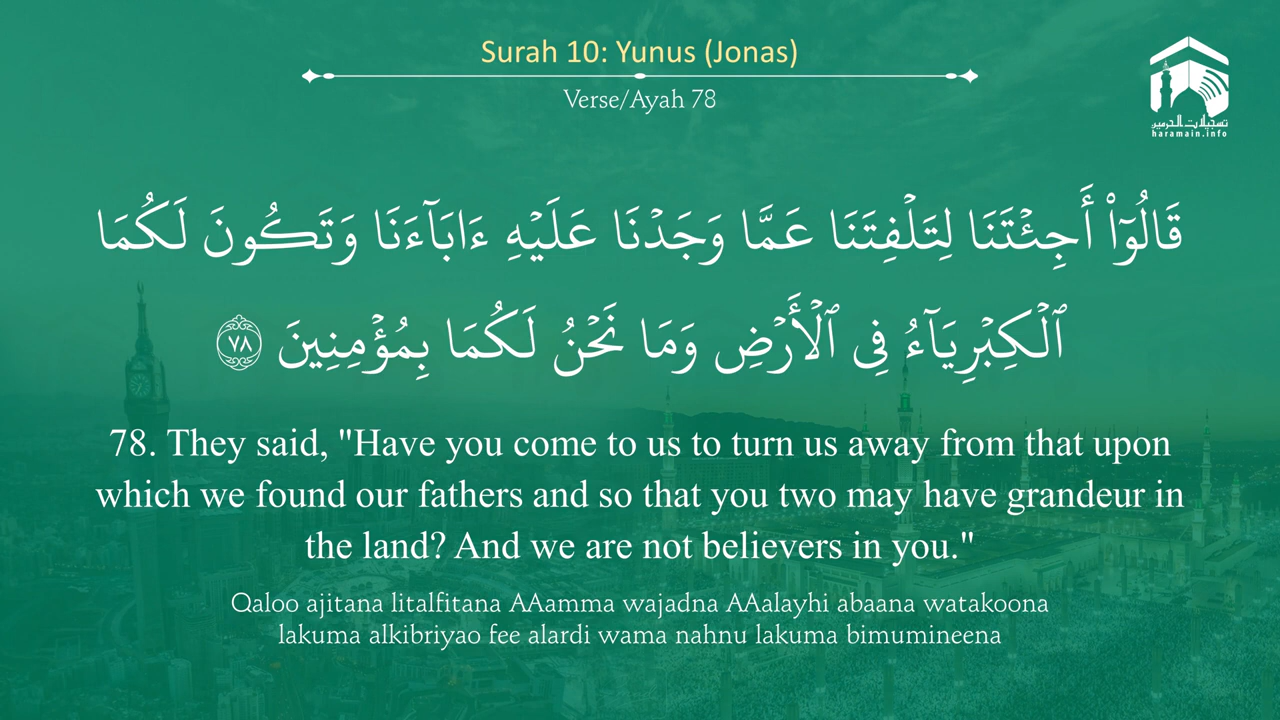 Surah 10: Yunus (Jonas)
Verse/Ayah 78
تسجيلات الحرمين
haramain.info
قَالُوٓا۟ أَجِئْتَنَا لِتَلْفِتَنَا عَمَّا وَجَدْنَا عَلَيْهِ ءَابَآءَنَا وَتَكُونَ لَكُمَا
ٱلْكِبْرِيَآءُ فِى ٱلْأَرْضِ وَمَا نَحْنُ لَكُمَا بِمُؤْمِنِينَ ٧٨
78. They said, "Have you come to us to turn us away from that upon
which we found our fathers and so that you two may have grandeur in
the land? And we are not believers in you."
Qaloo ajitana litalfitana AAamma wajadna AAalayhi abaana watakoona
lakuma alkibriyao fee alardi wama nahnu lakuma bimumineena